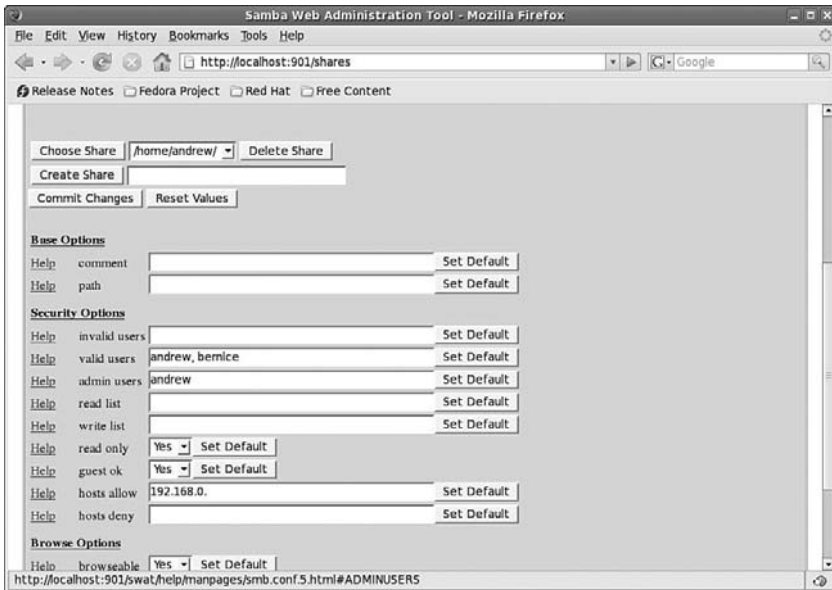 Samba Web Administration Tool - Mozilla Firefox
File Edit View History Bookmarks Tools Help
http://localhost:901/shares
G Google
Release Notes Fedora Project Red Hat Free Content
Choose Share /home/andrew/ Delete Share
Create Share
Commit Changes Reset Values
Base Options
Help comment Set Default
Help path Set Default
Security Options
Help invalid users Set Default
Help valid users andrew, bernice Set Default
Help admin users andrew Set Default
Help read list Set Default
Help write list Set Default
Help read only Yes Set Default
Help guest ok Yes Set Default
Help hosts allow 192.168.0. Set Default
Help hosts deny Set Default
Browse Options
Help browseable Yes Set Default
http://localhost:901/swat/help/manpages/smb.conf.5.html#ADMINUSERS